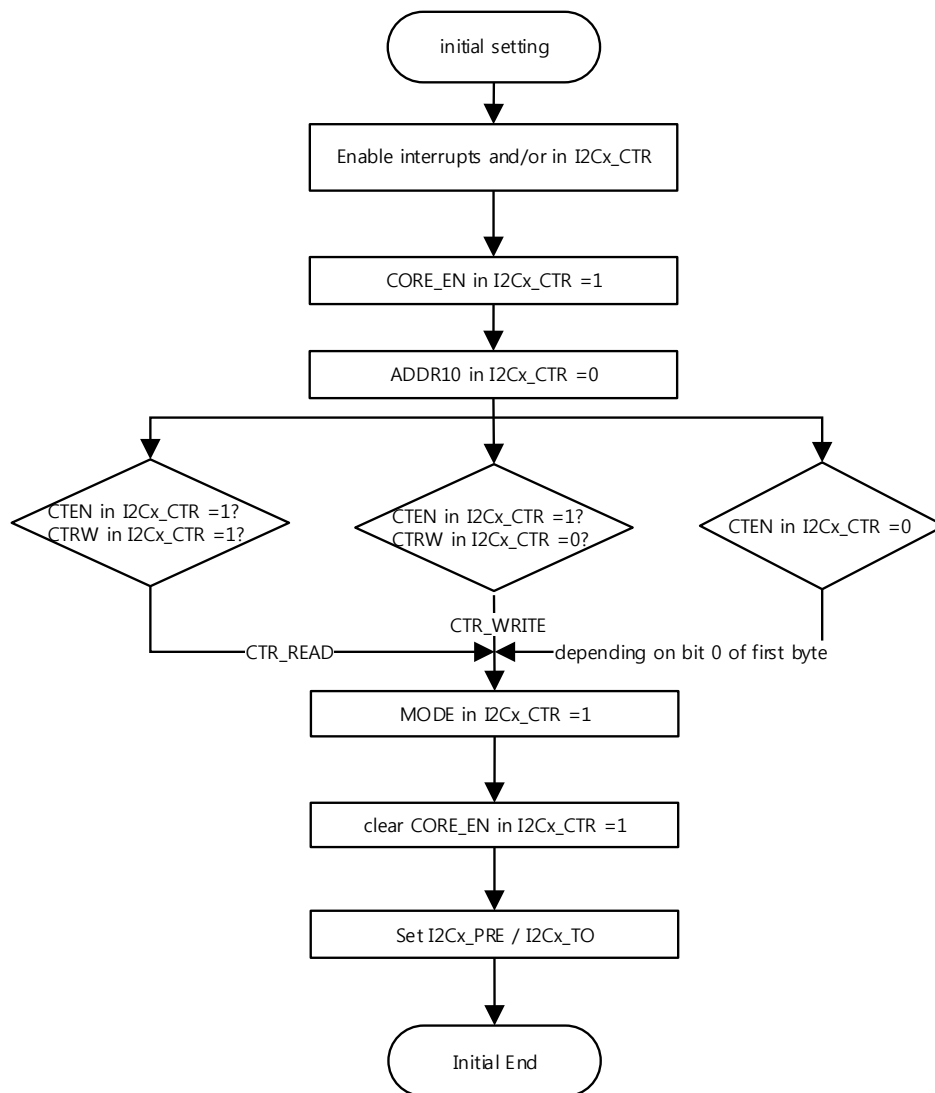 initial setting
Enable interrupts and/or in I2Cx_CTR
CORE_EN in I2Cx_CTR =1
ADDR10 in I2Cx_CTR =0
CTEN in I2Cx_CTR =1?
CTRW in I2Cx_CTR =1?
CTEN in I2Cx_CTR =1?
CTRW in I2Cx_CTR =0?
CTEN in I2Cx_CTR =0
CTR_WRITE
CTR_READ
depending on bit 0 of first byte
MODE in I2Cx_CTR =1
clear CORE_EN in I2Cx_CTR =1
Set I2Cx_PRE / I2Cx_TO
Initial End